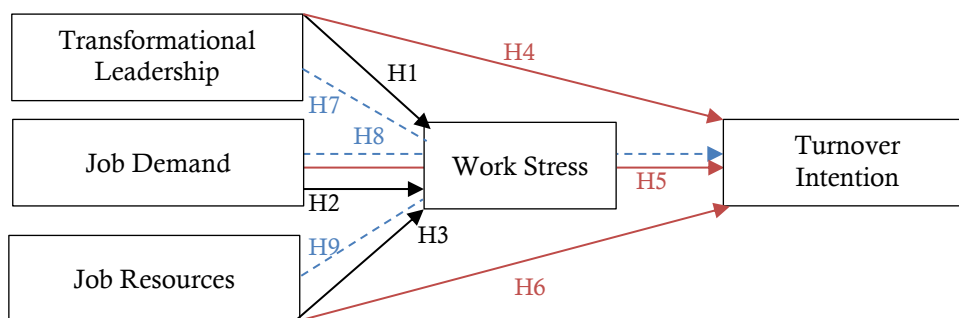 Transformational
Leadership
H1
H4
H7
H8
Job Demand
Work Stress
Turnover
Intention
H5
H2
H3
H9
Job Resources
H6